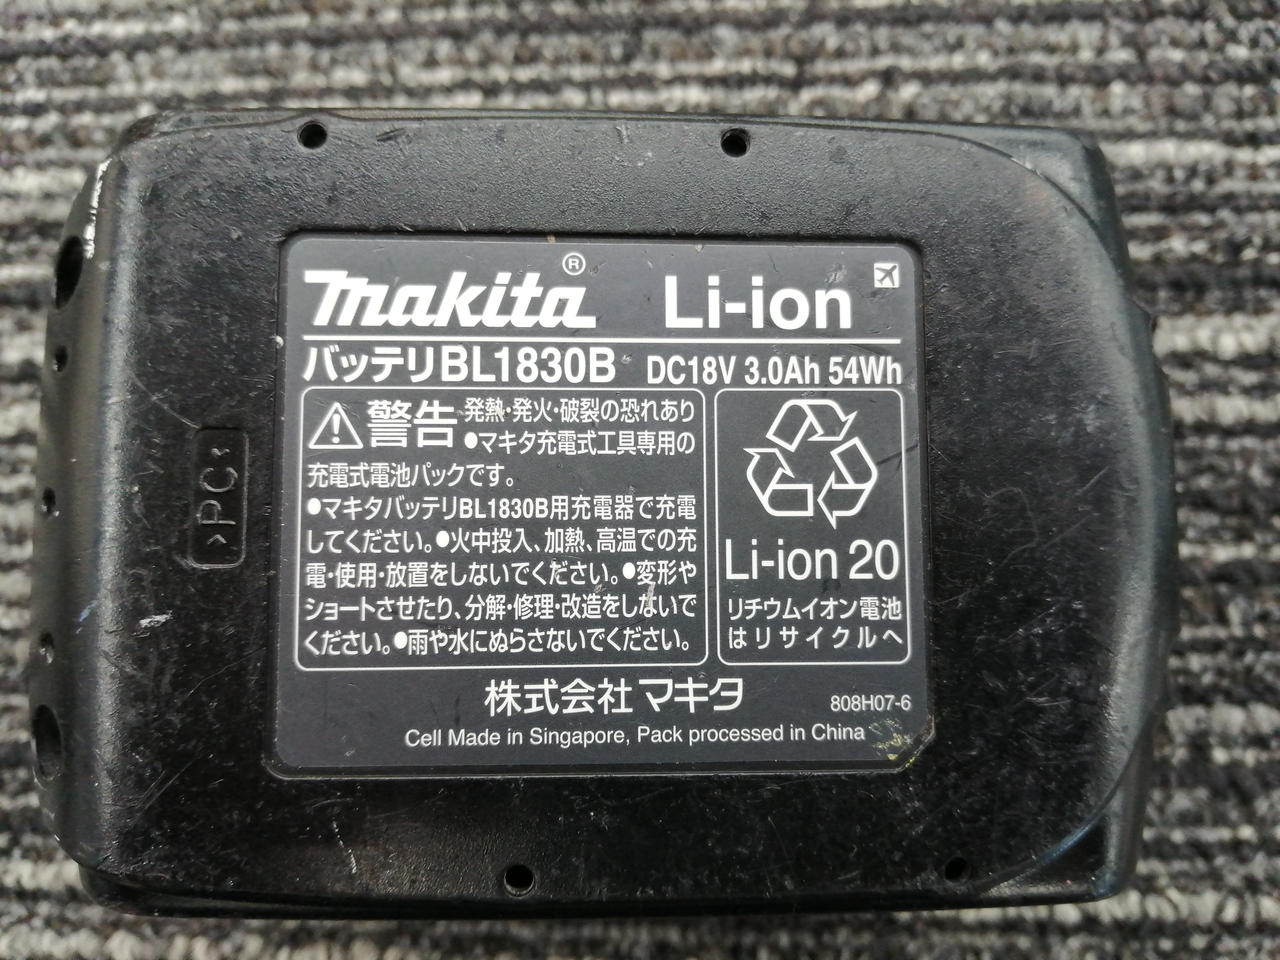 makita® Li-ion
バッテリBL1830B DC18V 3.0Ah 54Wh
警告 発熱・発火・破裂の恐れあり
●マキタ充電式工具専用の
充電式電池パックです。
●マキタバッテリBL1830B用充電器で充電
してください。●火中投入、加熱、高温での充
電・使用・放置をしないでください。●変形や
ショートさせたり、分解・修理・改造をしないで
ください。●雨や水にぬらさないでください。
Li-ion 20
リチウムイオン電池
はリサイクルへ
株式会社マキタ 808H07-6
Cell Made in Singapore, Pack processed in China
>PC<